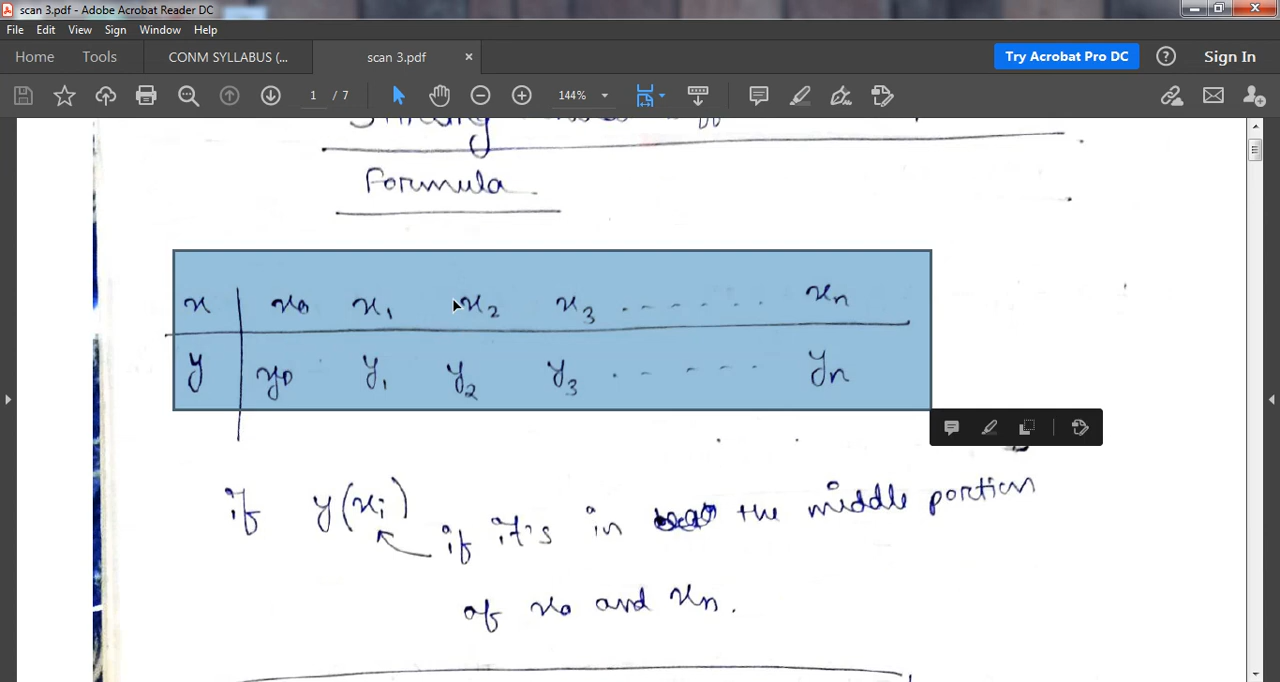 scan 3.pdf - Adobe Acrobat Reader DC
File Edit View Sign Window Help
Home Tools CONM SYLLABUS (... scan 3.pdf × Try Acrobat Pro DC ? Sign In
1 / 7 144%
Formula
x x₀ x₁ x₂ x₃ ....... xₙ
y y₀ y₁ y₂ y₃ ....... yₙ
if y(xᵢ)
if it's in the middle portion
of x₀ and xₙ.